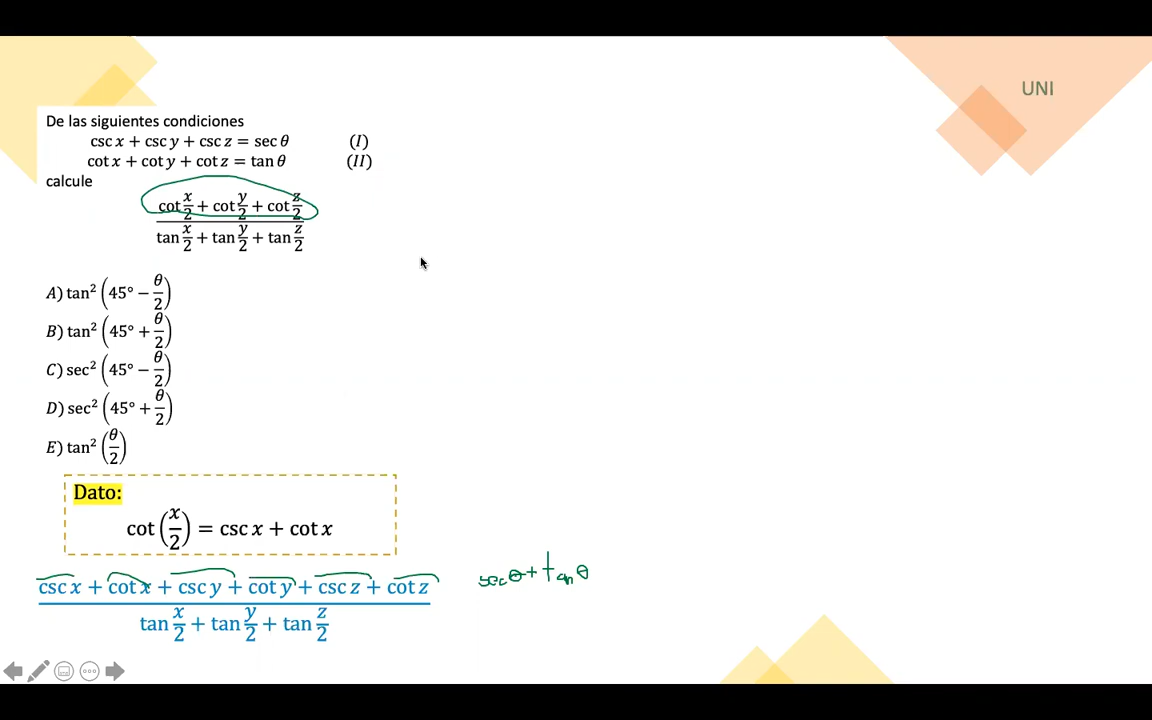 UNI
De las siguientes condiciones
csc x + csc y + csc z = sec θ (I)
cot x + cot y + cot z = tan θ (II)
calcule
cot x/2 + cot y/2 + cot z/2
tan x/2 + tan y/2 + tan z/2
A) tan² (45° − θ/2)
B) tan² (45° + θ/2)
C) sec² (45° − θ/2)
D) sec² (45° + θ/2)
E) tan² (θ/2)
Dato:
cot (x/2) = csc x + cot x
csc x + cot x + csc y + cot y + csc z + cot z
tan x/2 + tan y/2 + tan z/2
sec θ + tan θ